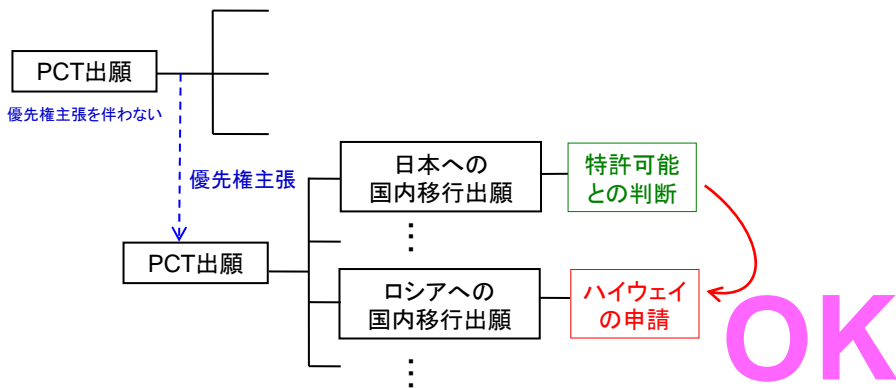 PCT出願
優先権主張を伴わない
優先権主張
PCT出願
日本への
国内移行出願
特許可能
との判断
⋮
ロシアへの
国内移行出願
ハイウェイ
の申請
⋮
OK